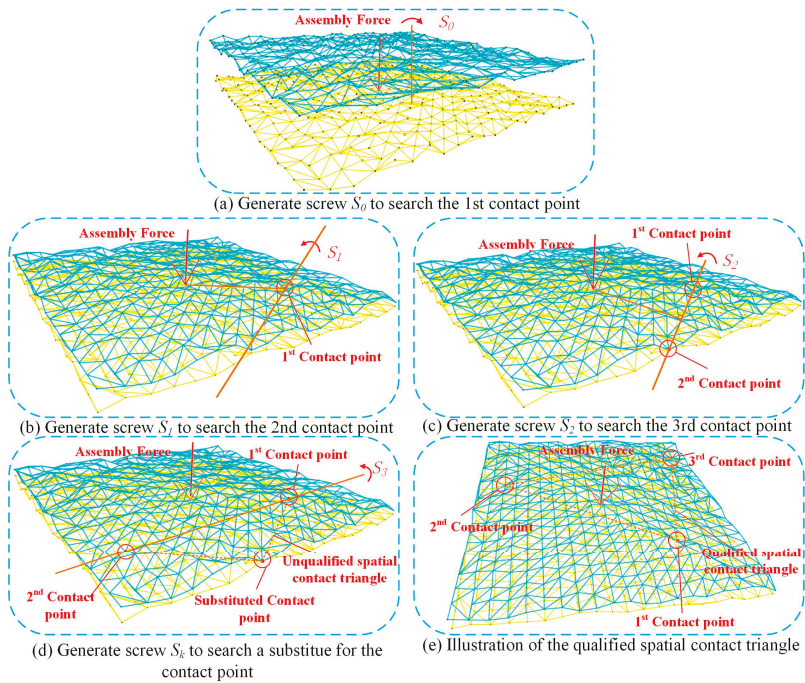 Assembly Force
S0
(a) Generate screw S0 to search the 1st contact point
Assembly Force
S1
1st Contact point
(b) Generate screw S1 to search the 2nd contact point
1st Contact point
Assembly Force
S2
2nd Contact point
(c) Generate screw S2 to search the 3rd contact point
Assembly Force
1st Contact point
S3
Unqualified spatial
contact triangle
2nd Contact
point
Substituted Contact
point
(d) Generate screw Sk to search a substitue for the
contact point
Assembly Force
3rd Contact point
2nd Contact
point
Qualified spatial
contact triangle
1st Contact point
(e) Illustration of the qualified spatial contact triangle